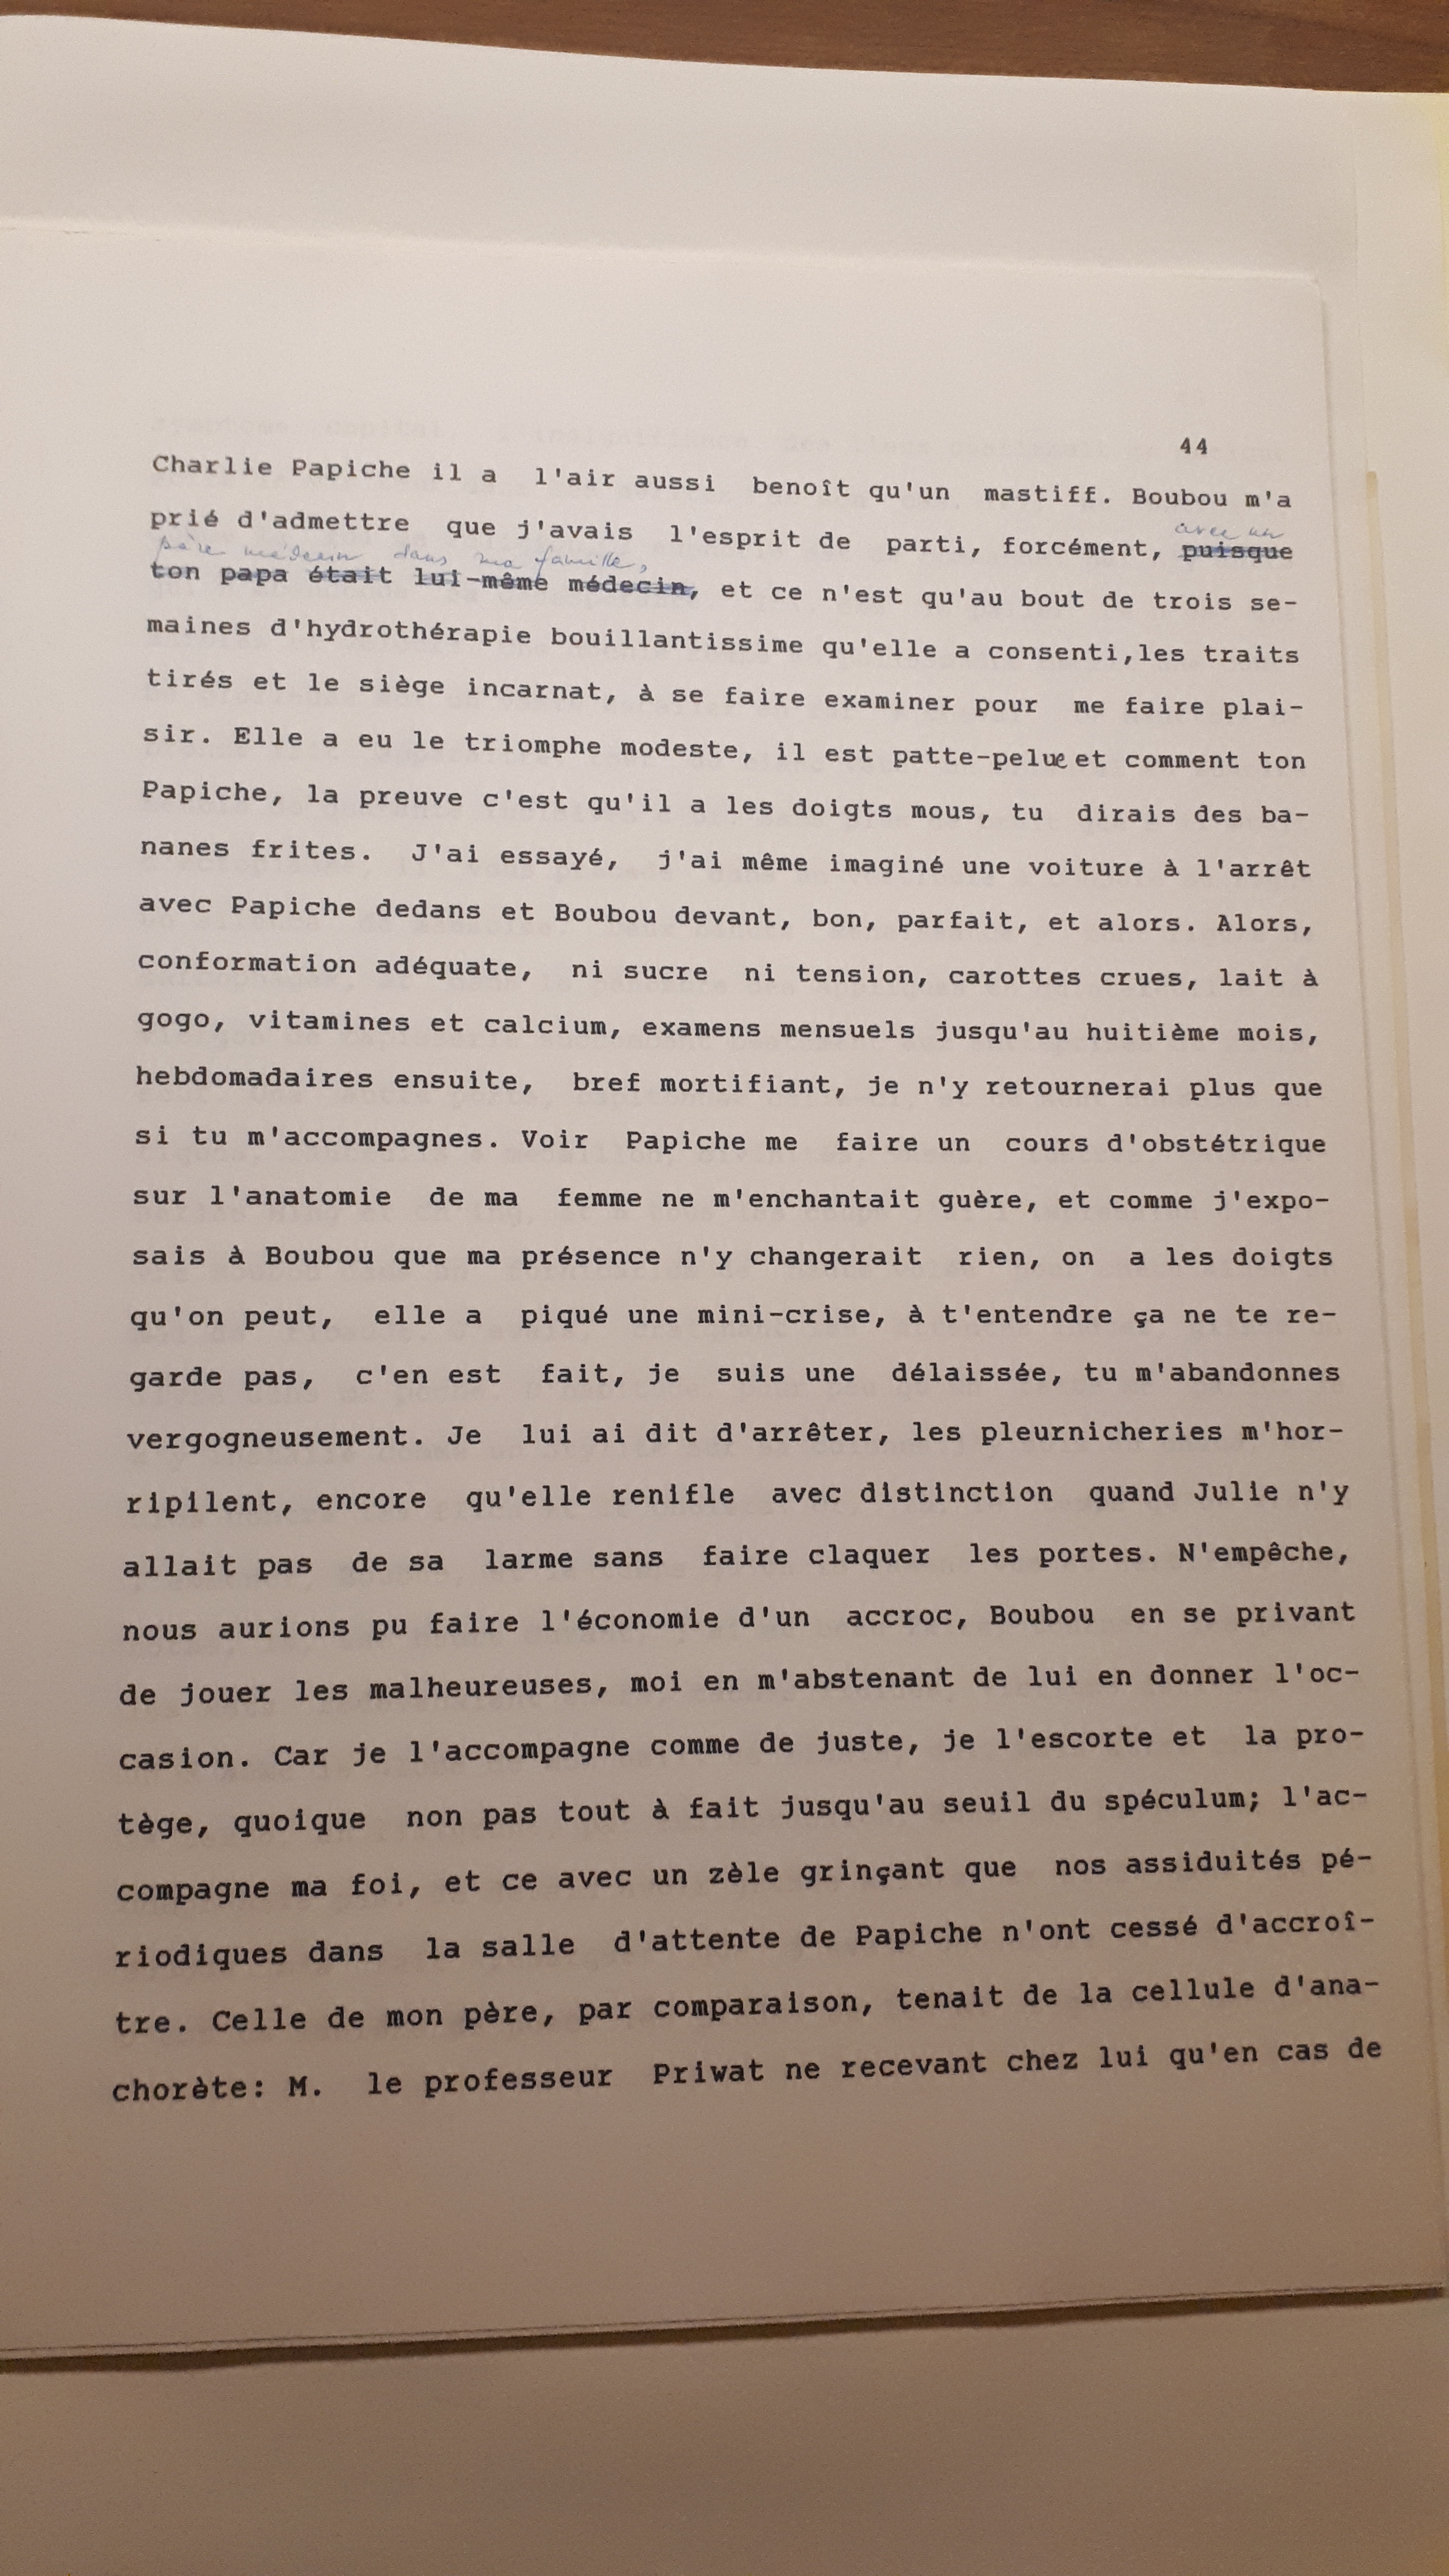 44
Charlie Papiche il a l'air aussi benoît qu'un mastiff. Boubou m'a
prié d'admettre que j'avais l'esprit de parti, forcément, puisque
avec un
père médecin dans ma famille,
ton papa était lui-même médecin, et ce n'est qu'au bout de trois se-
maines d'hydrothérapie bouillantissime qu'elle a consenti,les traits
tirés et le siège incarnat, à se faire examiner pour me faire plai-
sir. Elle a eu le triomphe modeste, il est patte-pelue et comment ton
Papiche, la preuve c'est qu'il a les doigts mous, tu dirais des ba-
nanes frites. J'ai essayé, j'ai même imaginé une voiture à l'arrêt
avec Papiche dedans et Boubou devant, bon, parfait, et alors. Alors,
conformation adéquate, ni sucre ni tension, carottes crues, lait à
gogo, vitamines et calcium, examens mensuels jusqu'au huitième mois,
hebdomadaires ensuite, bref mortifiant, je n'y retournerai plus que
si tu m'accompagnes. Voir Papiche me faire un cours d'obstétrique
sur l'anatomie de ma femme ne m'enchantait guère, et comme j'expo-
sais à Boubou que ma présence n'y changerait rien, on a les doigts
qu'on peut, elle a piqué une mini-crise, à t'entendre ça ne te re-
garde pas, c'en est fait, je suis une délaissée, tu m'abandonnes
vergogneusement. Je lui ai dit d'arrêter, les pleurnicheries m'hor-
ripilent, encore qu'elle renifle avec distinction quand Julie n'y
allait pas de sa larme sans faire claquer les portes. N'empêche,
nous aurions pu faire l'économie d'un accroc, Boubou en se privant
de jouer les malheureuses, moi en m'abstenant de lui en donner l'oc-
casion. Car je l'accompagne comme de juste, je l'escorte et la pro-
tège, quoique non pas tout à fait jusqu'au seuil du spéculum; l'ac-
compagne ma foi, et ce avec un zèle grinçant que nos assiduités pé-
riodiques dans la salle d'attente de Papiche n'ont cessé d'accroî-
tre. Celle de mon père, par comparaison, tenait de la cellule d'ana-
chorète: M. le professeur Priwat ne recevant chez lui qu'en cas de